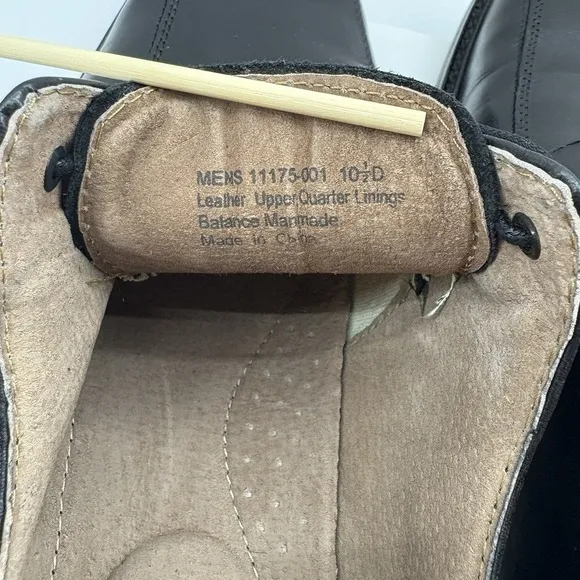 MENS 11175-001 10½D
Leather Upper Quarter Linings
Balance Manmade
Made in China